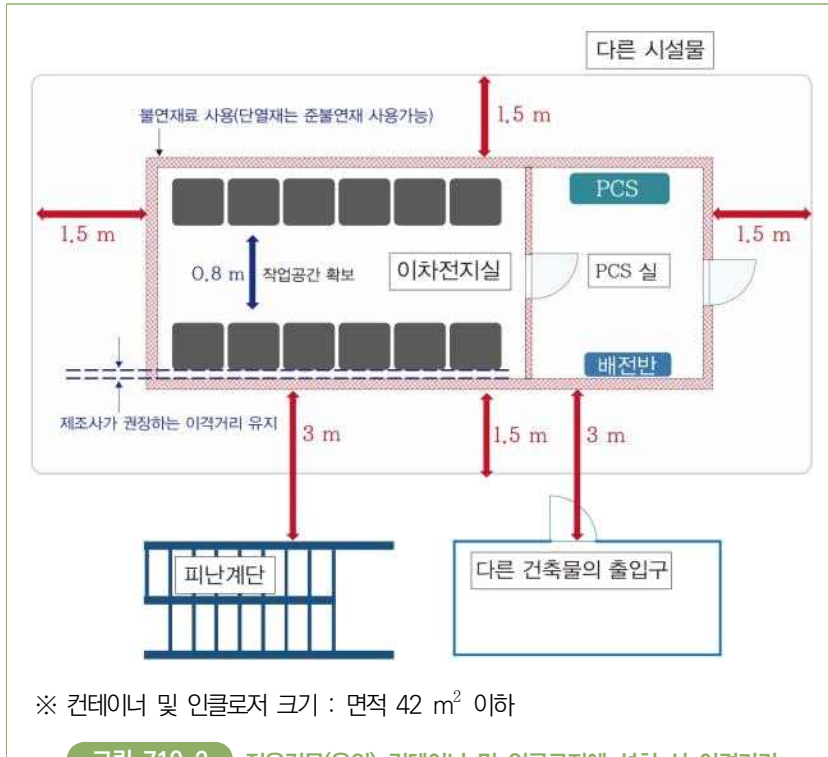 다른 시설물
불연재료 사용(단열재는 준불연재 사용가능)
1.5 m
PCS
1.5 m
1.5 m
0.8 m 작업공간 확보
이차전지실
PCS 실
배전반
제조사가 권장하는 이격거리 유지
3 m
1.5 m
3 m
피난계단
다른 건축물의 출입구
※ 컨테이너 및 인클로저 크기 : 면적 42 m² 이하